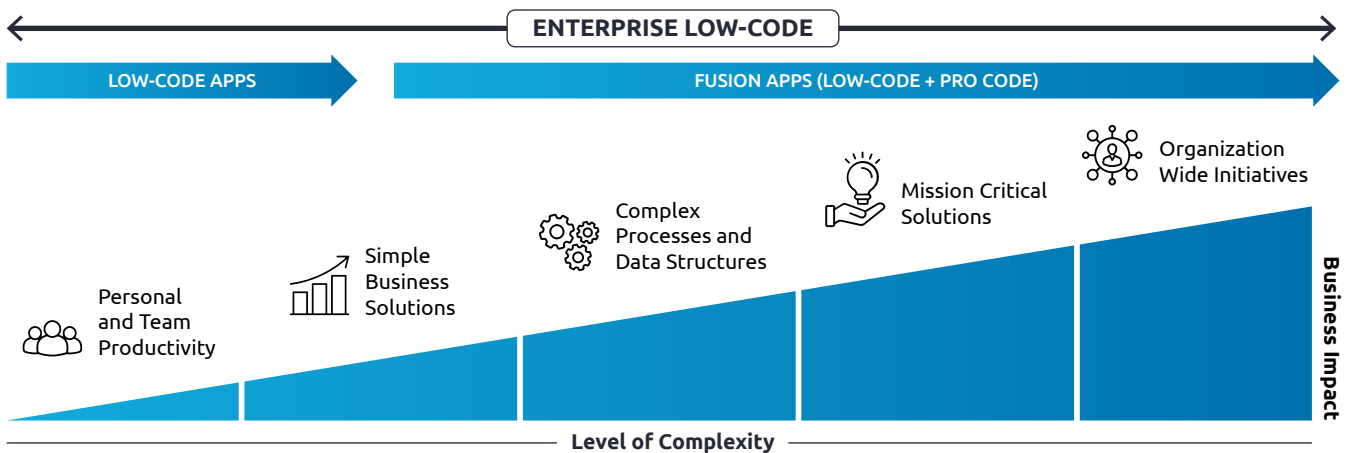 ENTERPRISE LOW-CODE
LOW-CODE APPS
FUSION APPS (LOW-CODE + PRO CODE)
Personal
and Team
Productivity
Simple
Business
Solutions
Complex
Processes and
Data Structures
Mission Critical
Solutions
Organization
Wide Initiatives
Business Impact
Level of Complexity